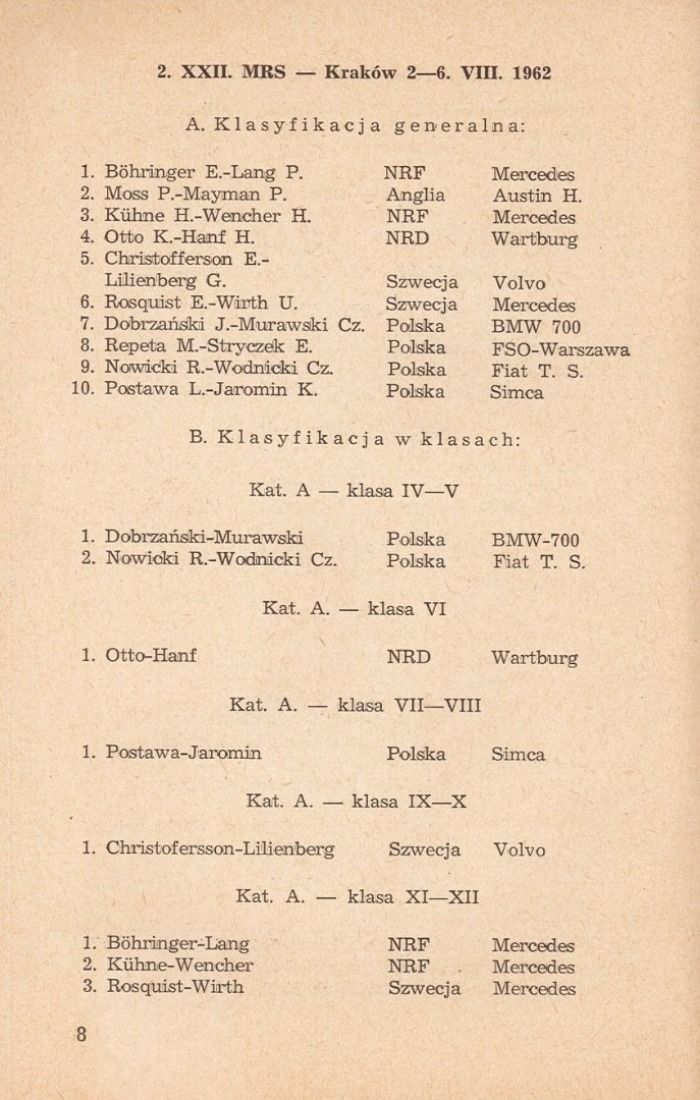 2. XXII. MRS — Kraków 2—6. VIII. 1962
A. Klasyfikacja generalna:
1. Böhringer E.-Lang P. NRF Mercedes
2. Moss P.-Mayman P. Anglia Austin H.
3. Kühne H.-Wencher H. NRF Mercedes
4. Otto K.-Hanf H. NRD Wartburg
5. Christofferson E.-
Lilienberg G. Szwecja Volvo
6. Rosquist E.-Wirth U. Szwecja Mercedes
7. Dobrzański J.-Murawski Cz. Polska BMW 700
8. Repeta M.-Stryczek E. Polska FSO-Warszawa
9. Nowicki R.-Wodnicki Cz. Polska Fiat T. S.
10. Postawa L.-Jaromin K. Polska Simca
B. Klasyfikacja w klasach:
Kat. A — klasa IV—V
1. Dobrzański-Murawski Polska BMW-700
2. Nowicki R.-Wodnicki Cz. Polska Fiat T. S.
Kat. A. — klasa VI
1. Otto-Hanf NRD Wartburg
Kat. A. — klasa VII—VIII
1. Postawa-Jaromin Polska Simca
Kat. A. — klasa IX—X
1. Christofersson-Lilienberg Szwecja Volvo
Kat. A. — klasa XI—XII
1. Böhringer-Lang NRF Mercedes
2. Kühne-Wencher NRF Mercedes
3. Rosquist-Wirth Szwecja Mercedes
8